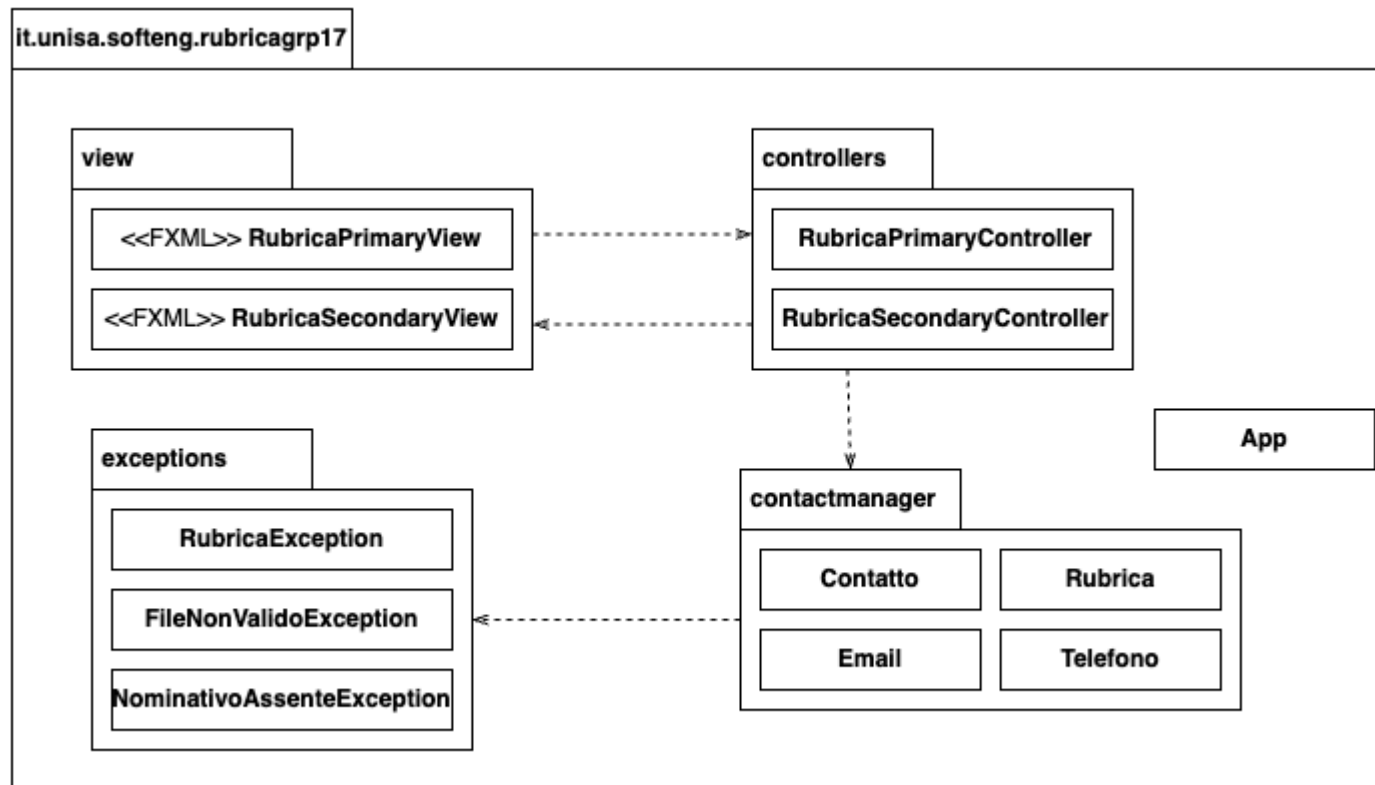 it.unisa.softeng.rubricagrp17
view
<<FXML>> RubricaPrimaryView
<<FXML>> RubricaSecondaryView
controllers
RubricaPrimaryController
RubricaSecondaryController
App
exceptions
RubricaException
FileNonValidoException
NominativoAssenteException
contactmanager
Contatto
Rubrica
Email
Telefono